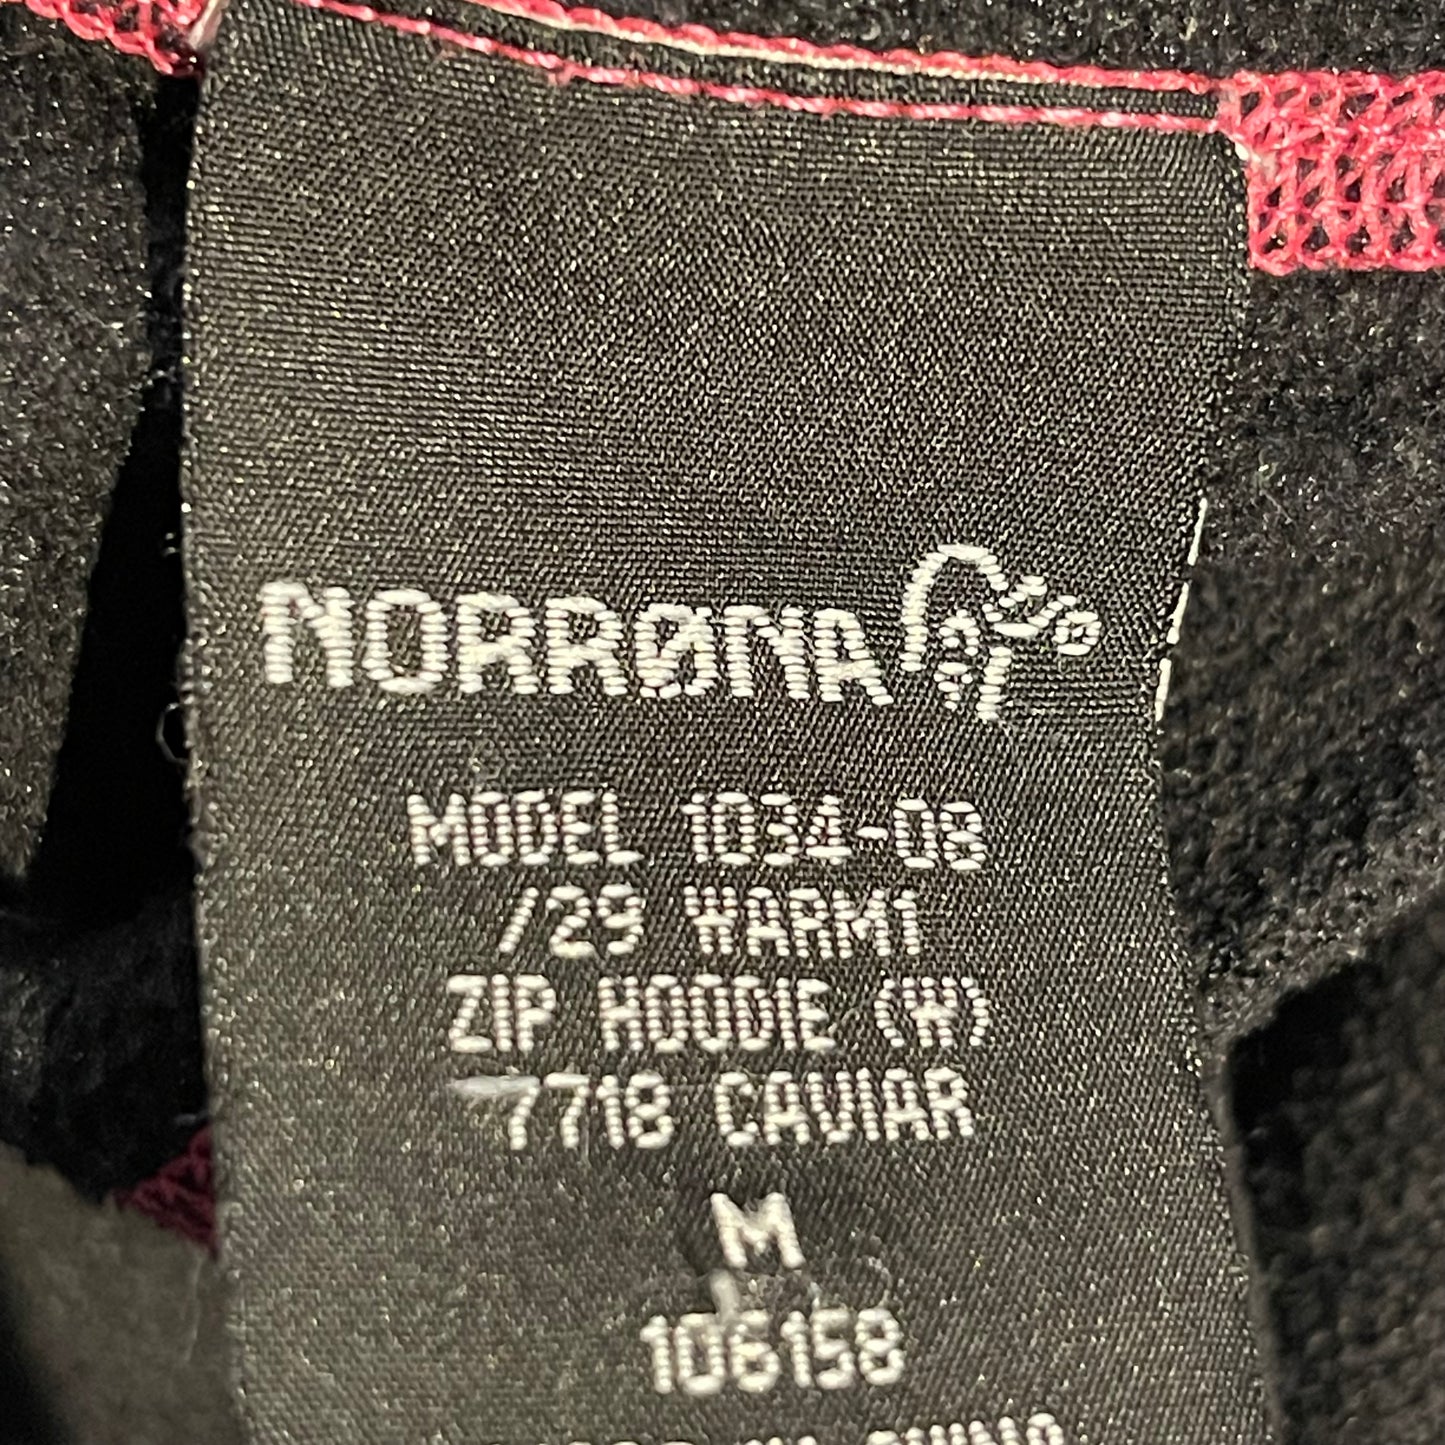 NORRØNA
MODEL 1034-08
/29 WARM1
ZIP HOODIE (W)
7718 CAVIAR
M
106158